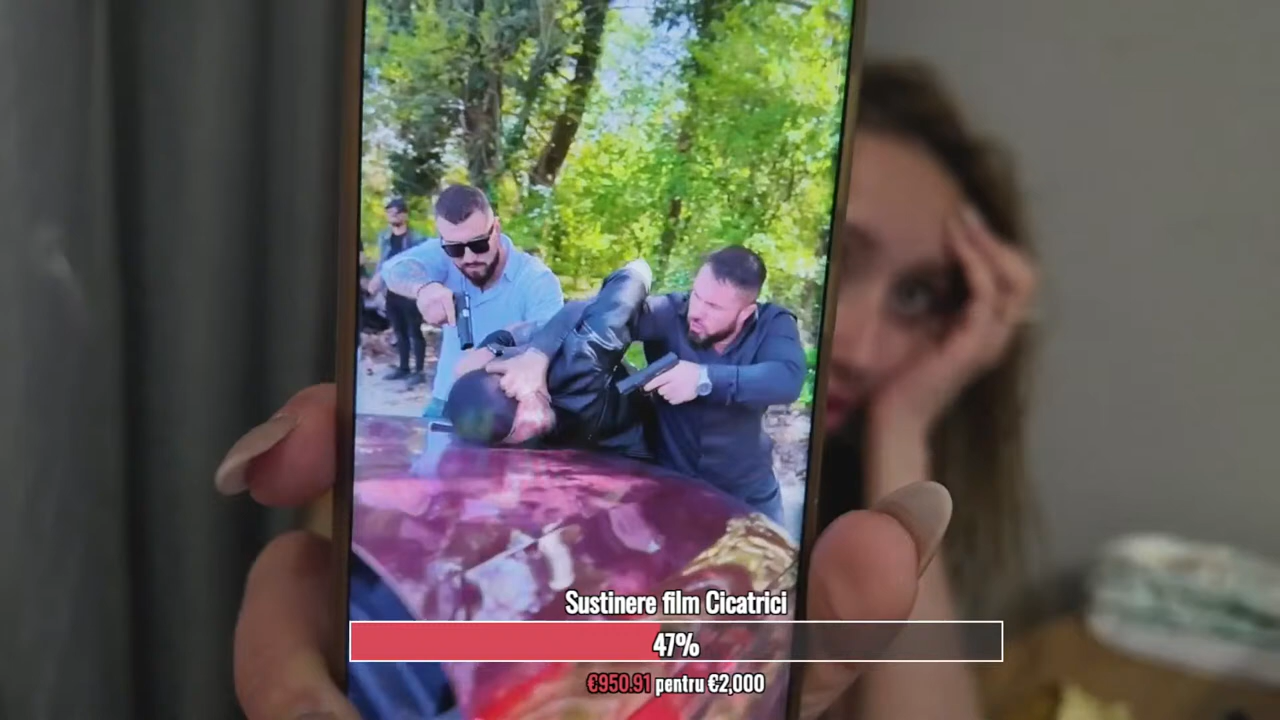 Sustinere film Cicatrici
47%
€950.91 pentru €2,000